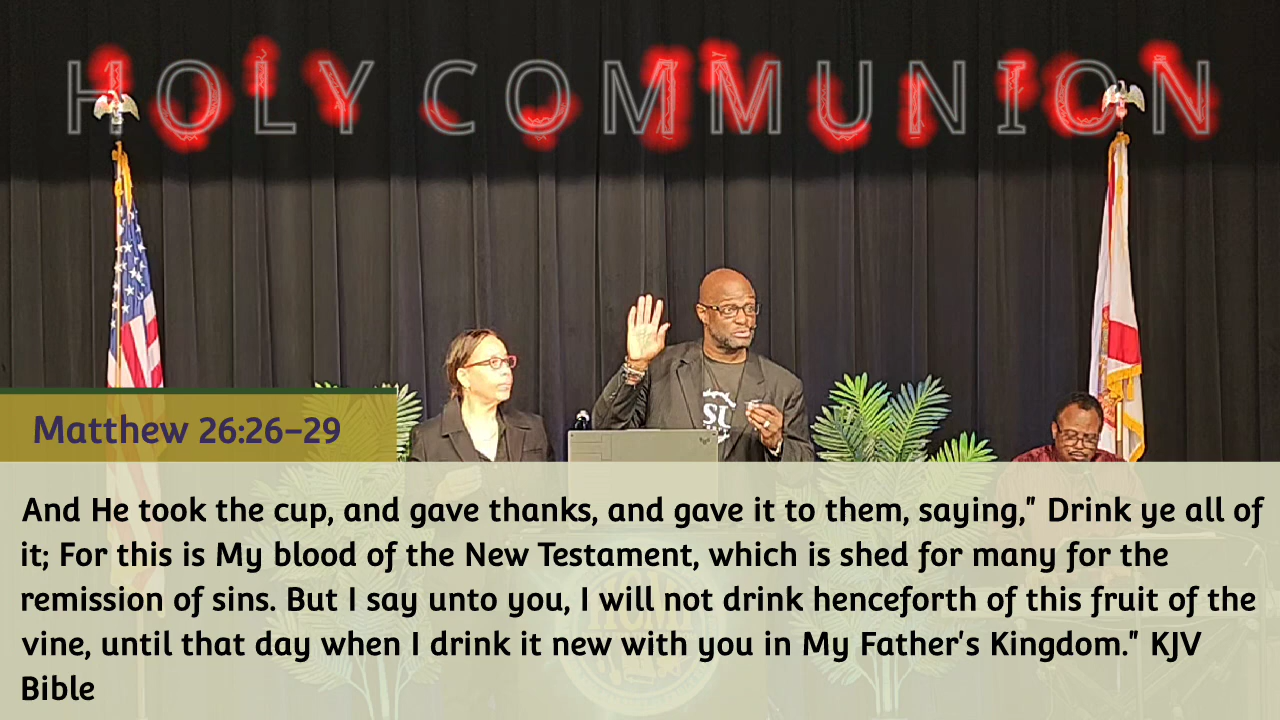 HOLY COMMUNION
Matthew 26:26-29
And He took the cup, and gave thanks, and gave it to them, saying," Drink ye all of
it; For this is My blood of the New Testament, which is shed for many for the
remission of sins. But I say unto you, I will not drink henceforth of this fruit of the
vine, until that day when I drink it new with you in My Father's Kingdom." KJV
Bible